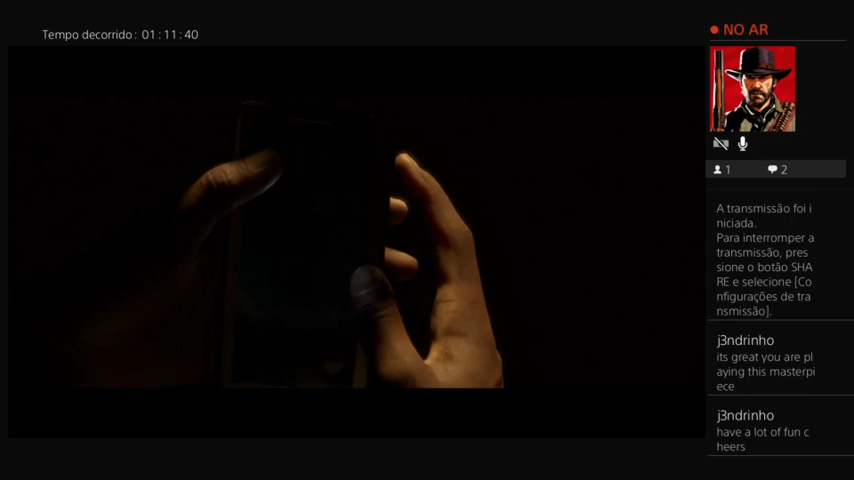 Tempo decorrido: 01:11:40
NO AR
1
2
A transmissão foi i
niciada.
Para interromper a
transmissão, pres
sione o botão SHA
RE e selecione [Co
nfigurações de tra
nsmissão].
j3ndrinho
its great you are pl
aying this masterpi
ece
j3ndrinho
have a lot of fun c
heers